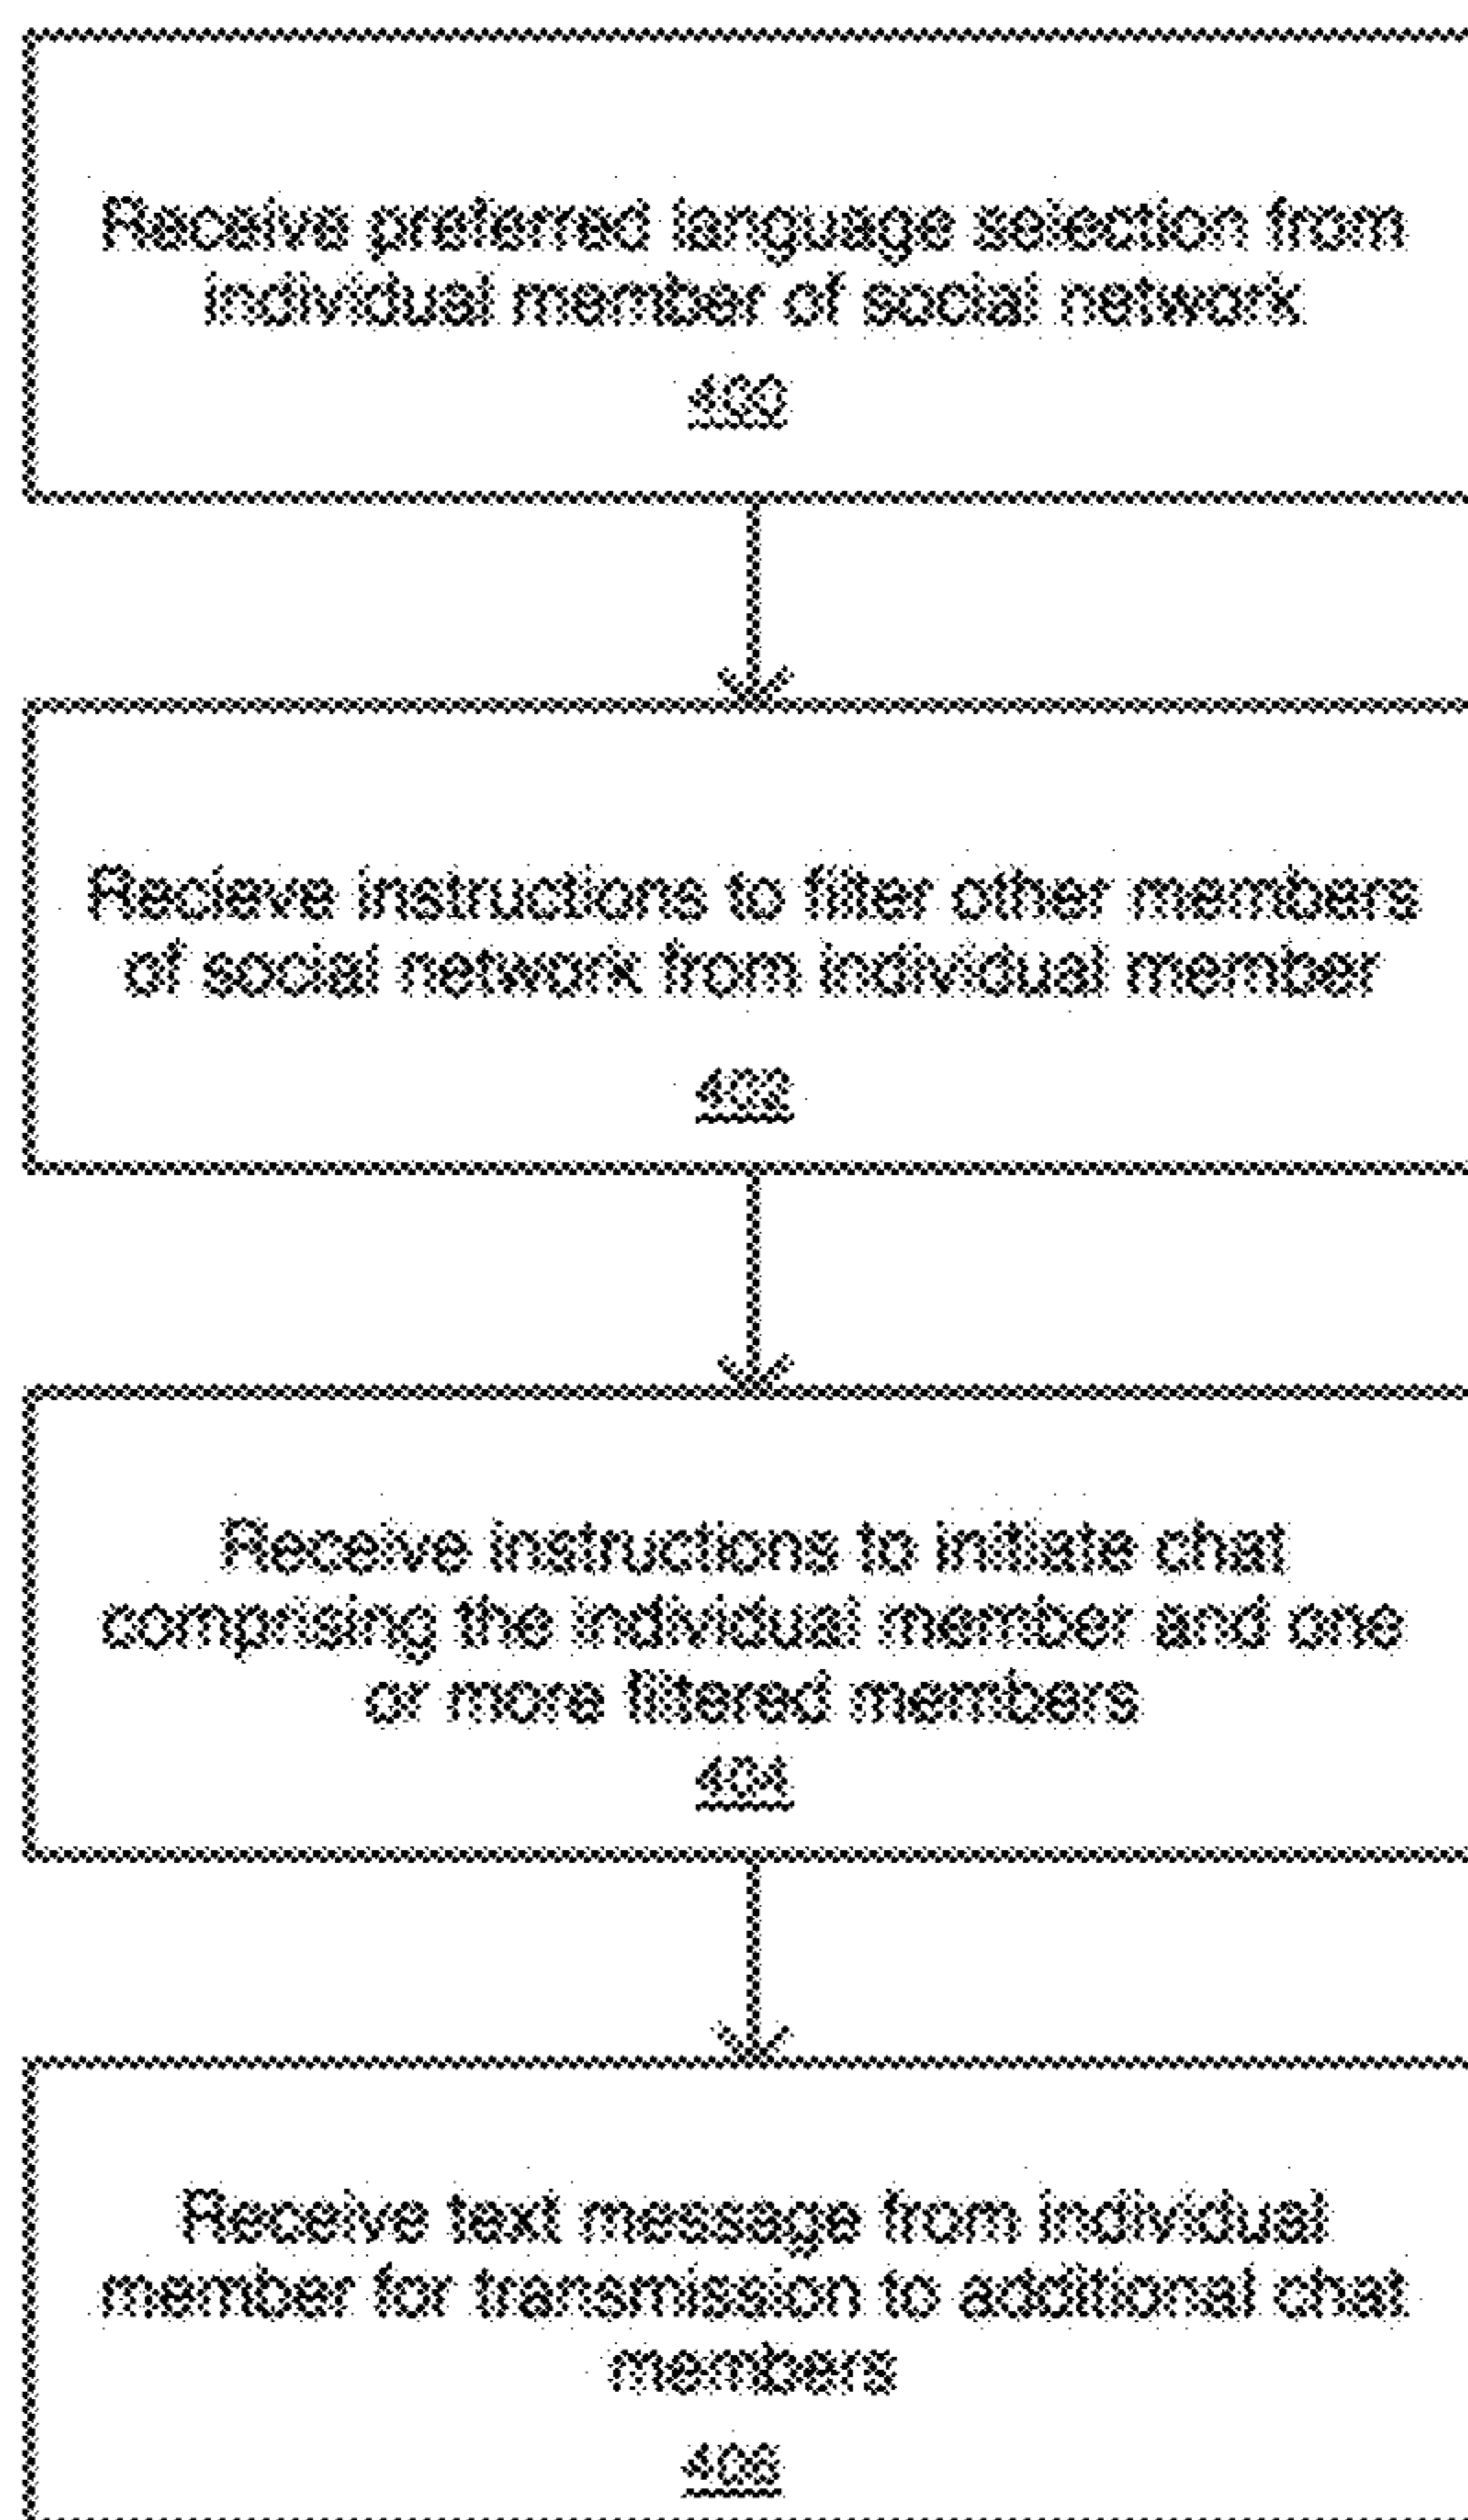 Receive preferred language selection from
individual member of social network
400
Recieve instructions to filter other members
of social network from individual member
402
Receive instructions to initiate chat
comprising the individual member and one
or more filtered members
404
Receive text message from individual
member for transmission to additional chat
members
406